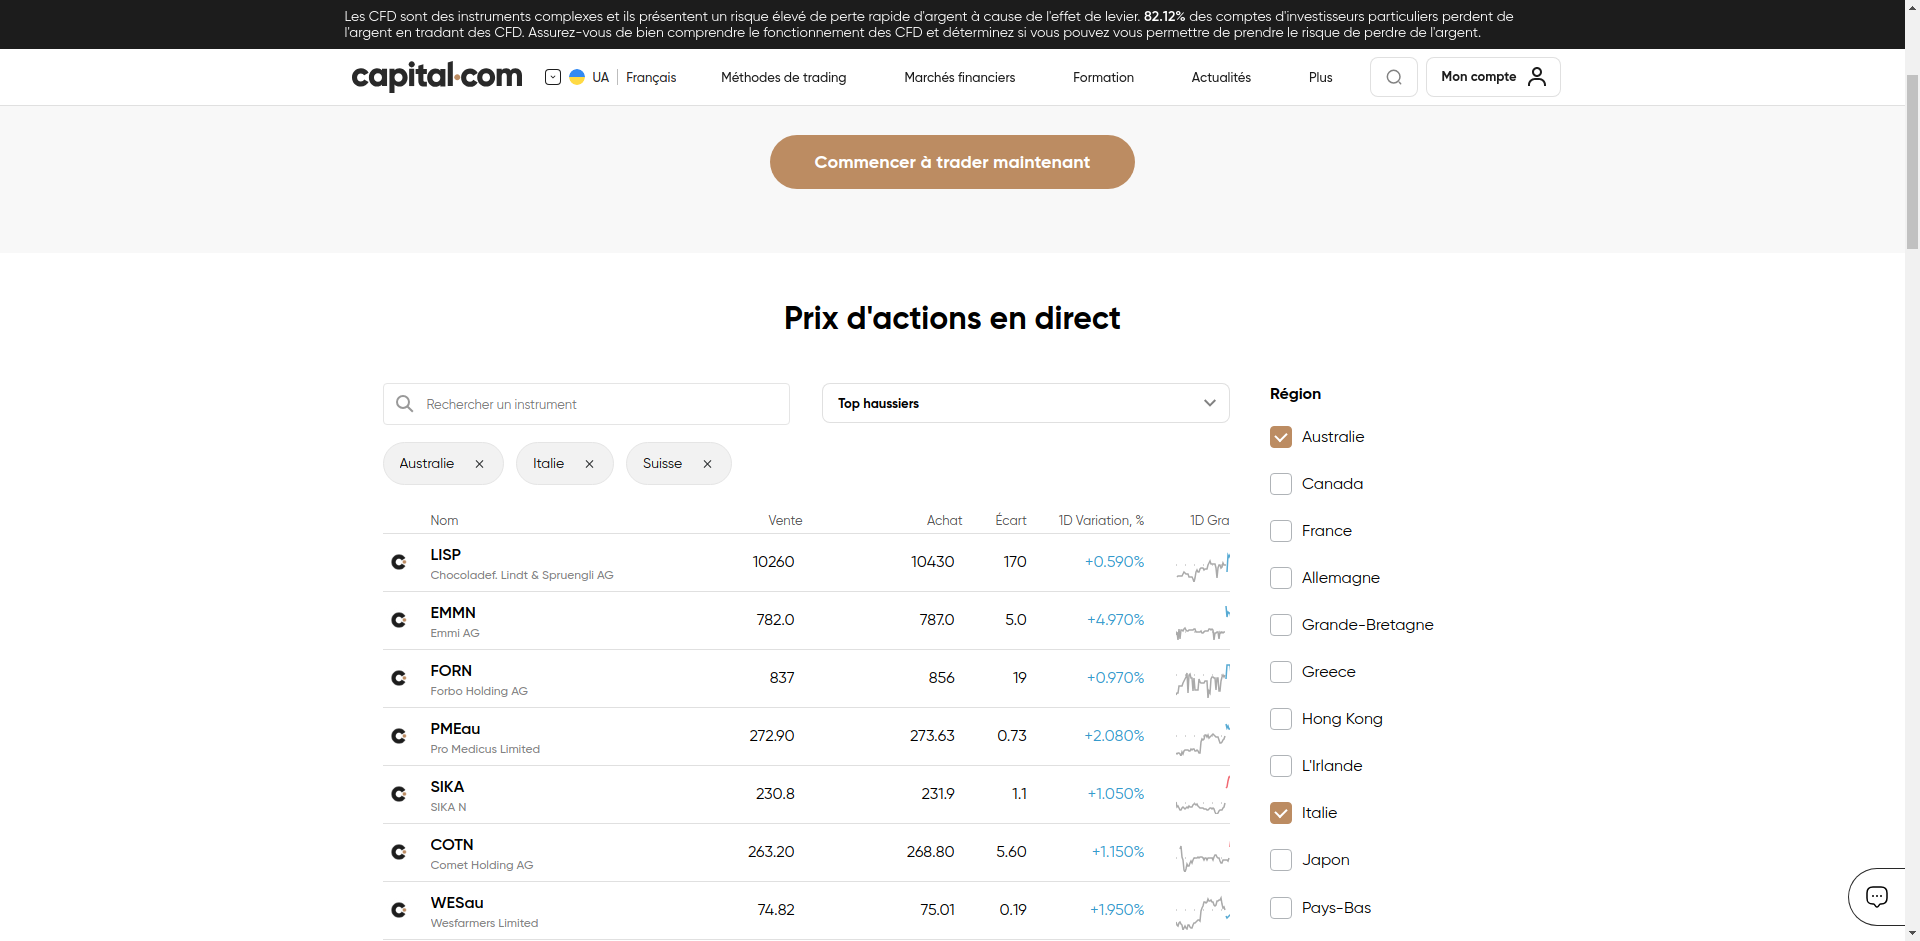 Les CFD sont des instruments complexes et ils présentent un risque élevé de perte rapide d'argent à cause de l'effet de levier. 82.12% des comptes d'investisseurs particuliers perdent de
l'argent en tradant des CFD. Assurez-vous de bien comprendre le fonctionnement des CFD et déterminez si vous pouvez vous permettre de prendre le risque de perdre de l'argent.
capital.com UA Français Méthodes de trading Marchés financiers Formation Actualités Plus Mon compte
Commencer à trader maintenant
Prix d'actions en direct
Rechercher un instrument
Top haussiers
Australie Italie Suisse
Nom Vente Achat Écart 1D Variation, % 1D Gra
LISP 10260 10430 170 +0.590%
Chocoladef. Lindt & Spruengli AG
EMMN 782.0 787.0 5.0 +4.970%
Emmi AG
FORN 837 856 19 +0.970%
Forbo Holding AG
PMEau 272.90 273.63 0.73 +2.080%
Pro Medicus Limited
SIKA 230.8 231.9 1.1 +1.050%
SIKA N
COTN 263.20 268.80 5.60 +1.150%
Comet Holding AG
WESau 74.82 75.01 0.19 +1.950%
Wesfarmers Limited
Région
Australie
Canada
France
Allemagne
Grande-Bretagne
Greece
Hong Kong
L'Irlande
Italie
Japon
Pays-Bas